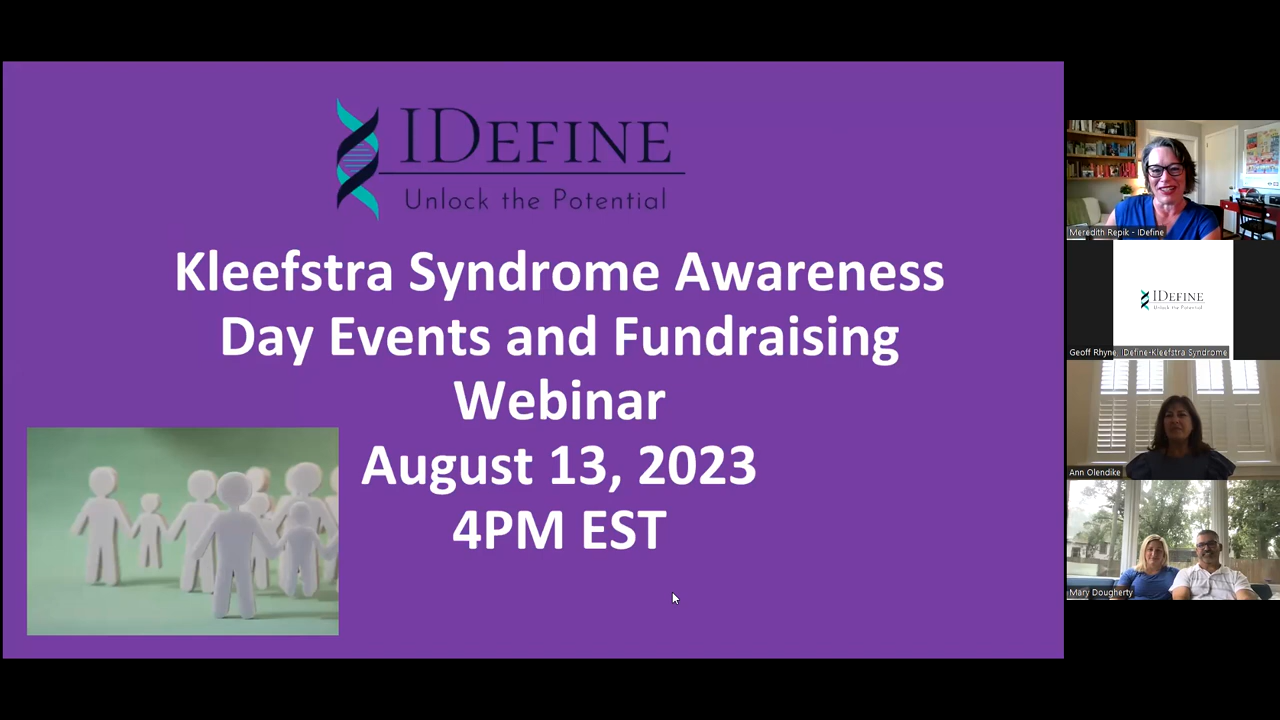 IDEFINE
Unlock the Potential
Kleefstra Syndrome Awareness
Day Events and Fundraising
Webinar
August 13, 2023
4PM EST
Meredith Repik - IDefine
IDEFINE
Unlock the Potential
Geoff Rhyne, IDefine-Kleefstra Syndrome
Ann Olendike
Mary Dougherty